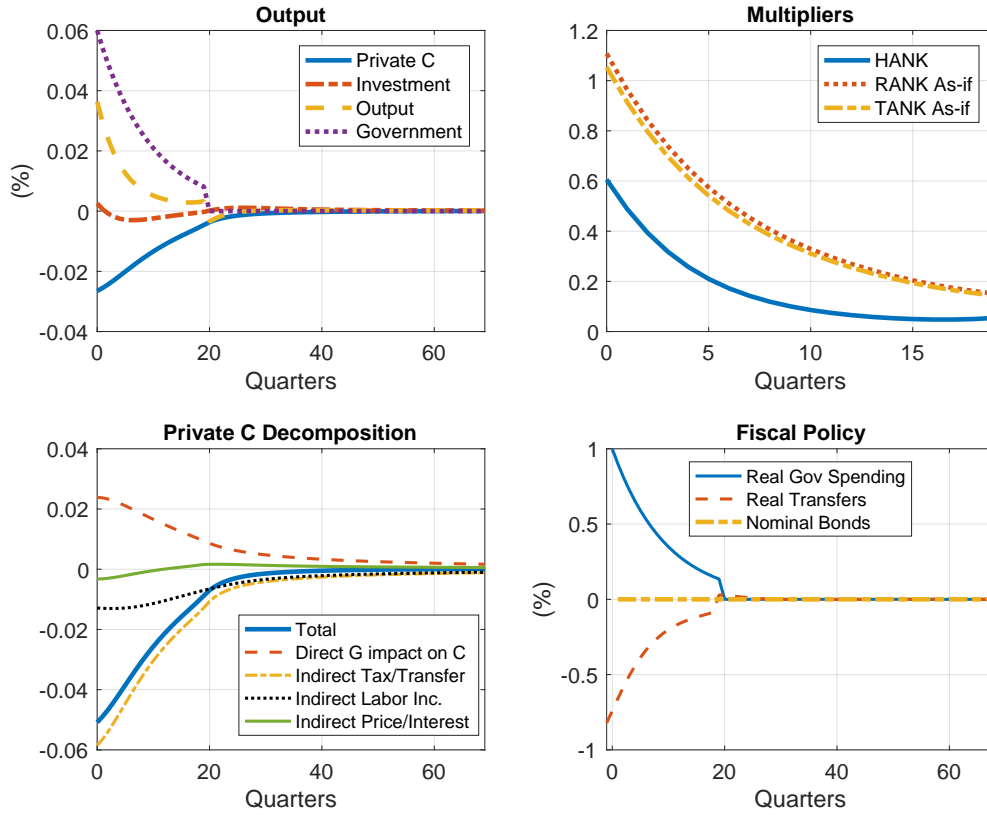 Output
0.06
0.04
0.02
0
-0.02
-0.04
(%)
Private C
Investment
Output
Government
0
20
40
60
Quarters
Multipliers
1.2
1
0.8
0.6
0.4
0.2
0
HANK
RANK As-if
TANK As-if
0
5
10
15
Quarters
Private C Decomposition
0.04
0.02
0
-0.02
-0.04
-0.06
Total
Direct G impact on C
Indirect Tax/Transfer
Indirect Labor Inc.
Indirect Price/Interest
0
20
40
60
Quarters
Fiscal Policy
1
0.5
0
-0.5
-1
(%)
Real Gov Spending
Real Transfers
Nominal Bonds
0
20
40
60
Quarters